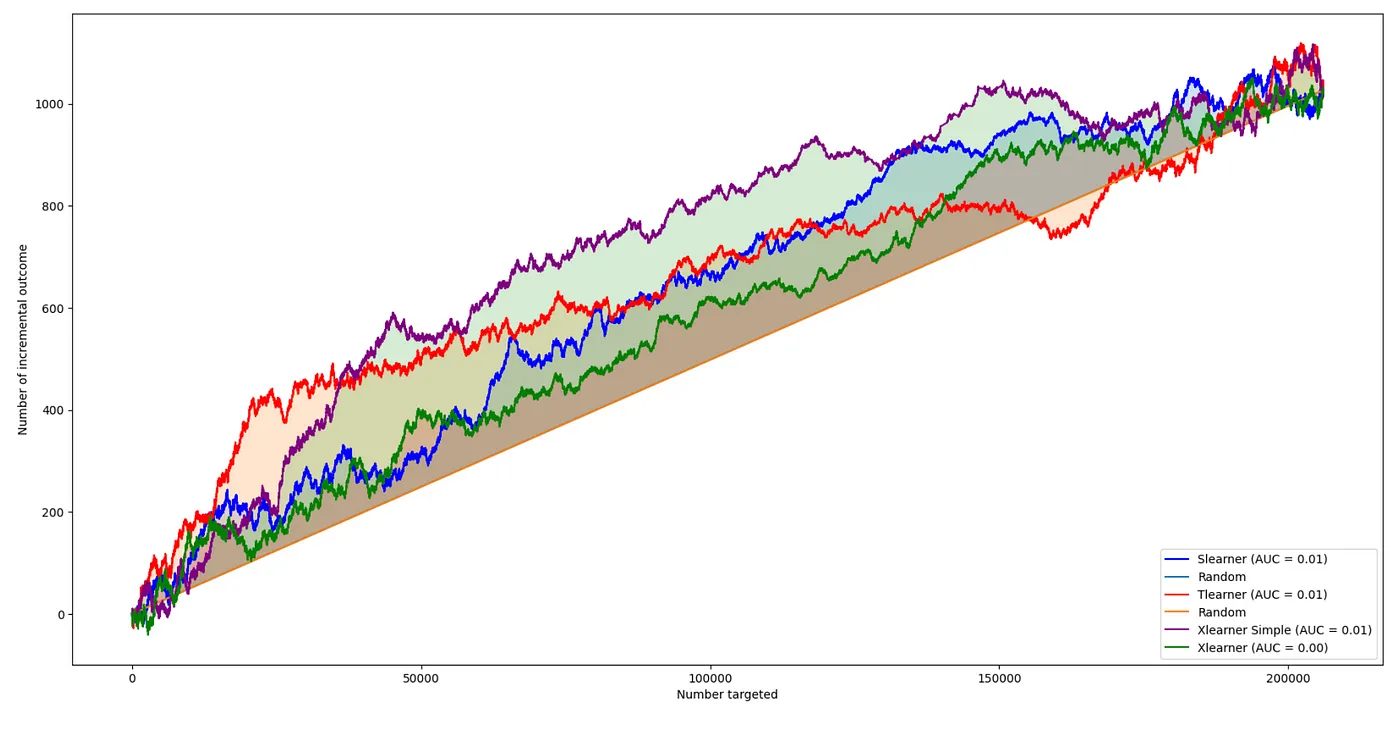 Number of incremental outcome
1000
800
600
400
200
0
0
50000
100000
150000
200000
Number targeted
Slearner (AUC = 0.01)
Random
Tlearner (AUC = 0.01)
Random
Xlearner Simple (AUC = 0.01)
Xlearner (AUC = 0.00)